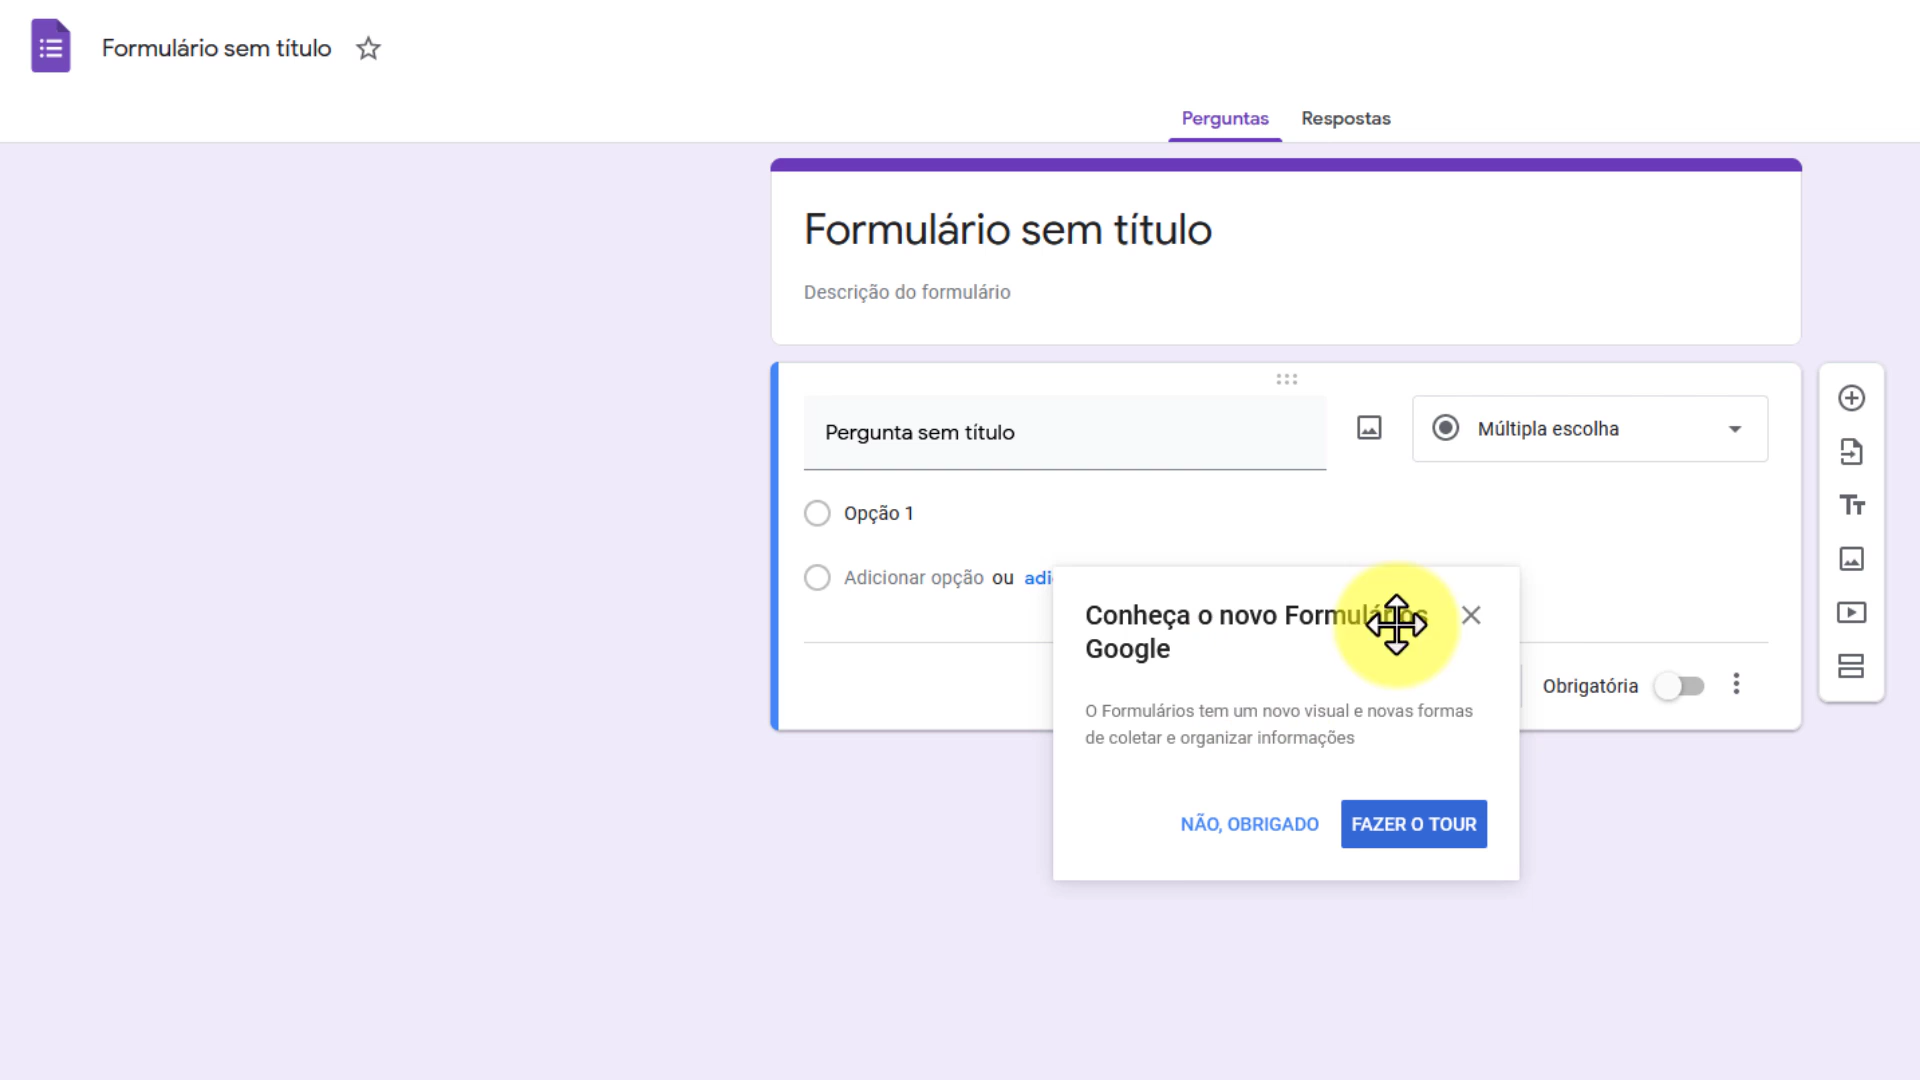 Formulário sem título
Perguntas Respostas
Formulário sem título
Descrição do formulário
Pergunta sem título
Múltipla escolha
Opção 1
Adicionar opção ou adi
Conheça o novo Formulários
Google
Obrigatória
O Formulários tem um novo visual e novas formas
de coletar e organizar informações
NÃO, OBRIGADO FAZER O TOUR